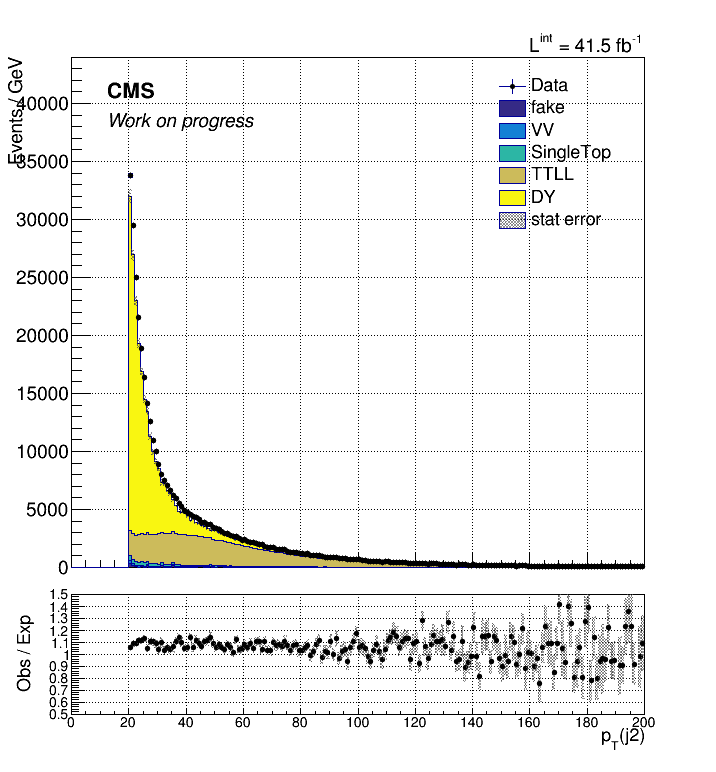 L^int = 41.5 fb^-1
Events / GeV
CMS
Work on progress
Data
fake
VV
SingleTop
TTLL
DY
stat error
40000
35000
30000
25000
20000
15000
10000
5000
0
Obs / Exp
1.5
1.4
1.3
1.2
1.1
1
0.9
0.8
0.7
0.6
0.5
0 20 40 60 80 100 120 140 160 180 200
p_T(j2)